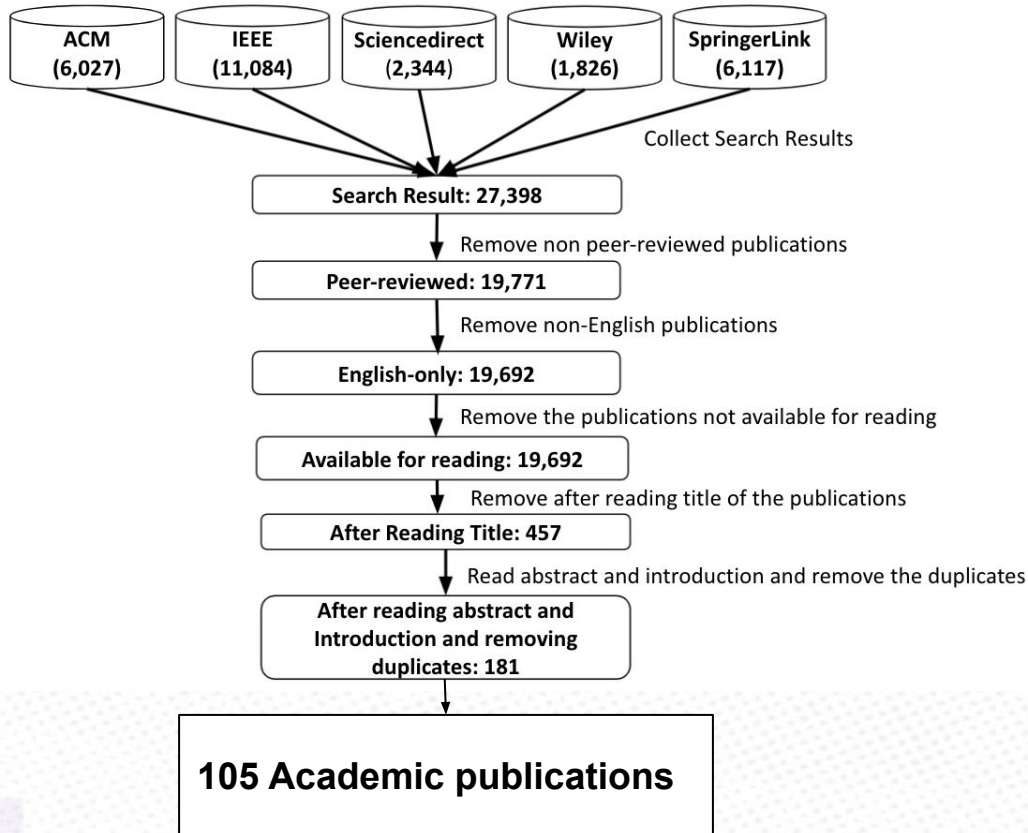 ACM
(6,027)
IEEE
(11,084)
Sciencedirect
(2,344)
Wiley
(1,826)
SpringerLink
(6,117)
Collect Search Results
Search Result: 27,398
Remove non peer-reviewed publications
Peer-reviewed: 19,771
Remove non-English publications
English-only: 19,692
Remove the publications not available for reading
Available for reading: 19,692
Remove after reading title of the publications
After Reading Title: 457
Read abstract and introduction and remove the duplicates
After reading abstract and
Introduction and removing
duplicates: 181
105 Academic publications